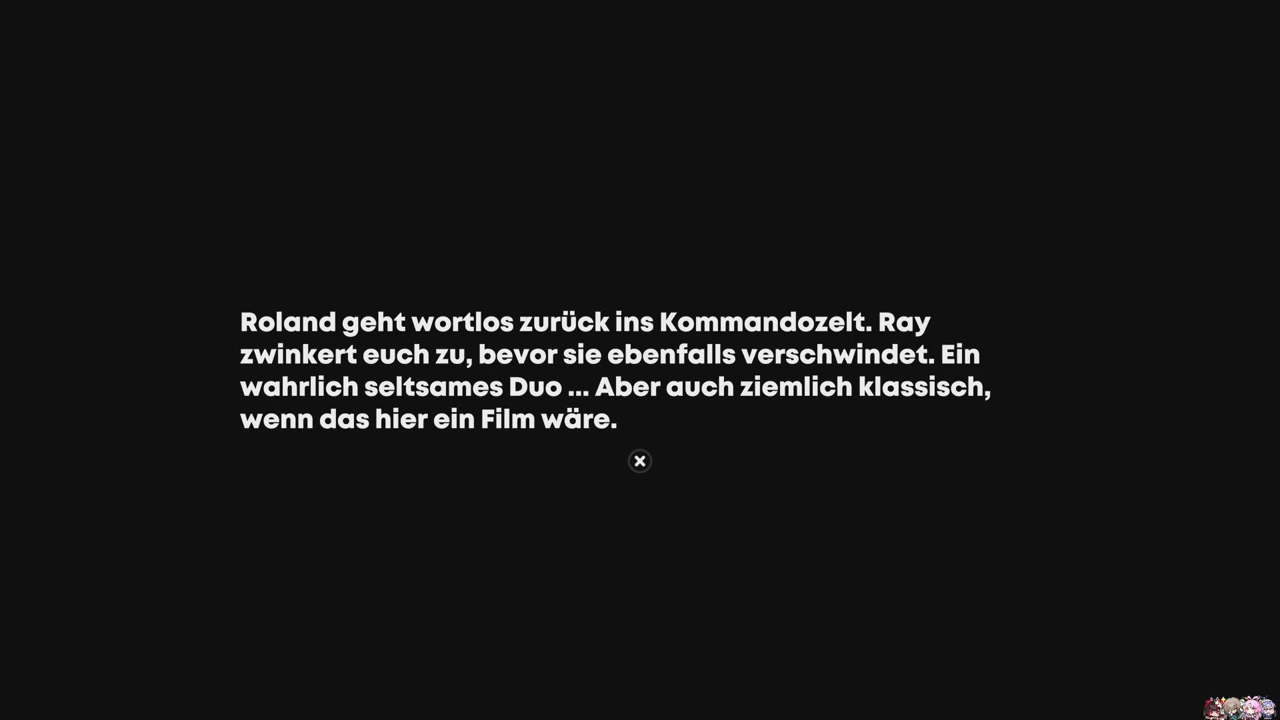 Roland geht wortlos zurück ins Kommandozelt. Ray
zwinkert euch zu, bevor sie ebenfalls verschwindet. Ein
wahrlich seltsames Duo ... Aber auch ziemlich klassisch,
wenn das hier ein Film wäre.